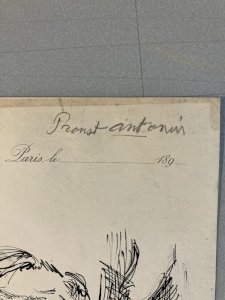 Proust antonin
Paris, le 189